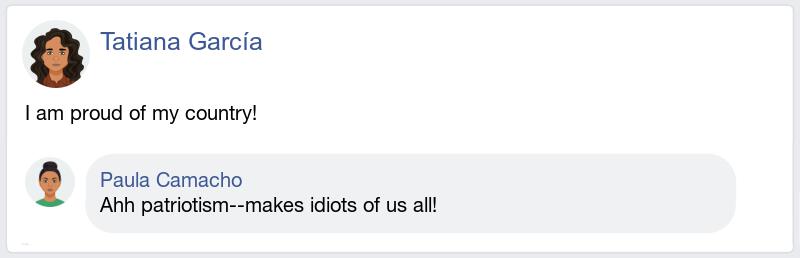 Tatiana García
I am proud of my country!
Paula Camacho
Ahh patriotism--makes idiots of us all!